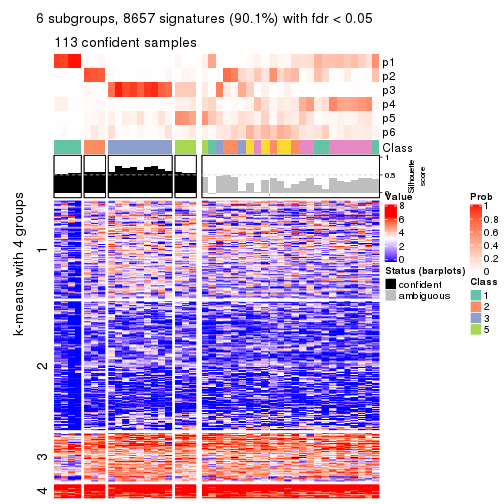 6 subgroups, 8657 signatures (90.1%) with fdr < 0.05
113 confident samples
p1
p2
p3
p4
p5
p6
Class
1
0.5
0
Silhouette
score
k-means with 4 groups
1
2
3
4
Value
8
6
4
2
0
Status (barplots)
confident
ambiguous
Prob
1
0.8
0.6
0.4
0.2
0
Class
1
2
3
5